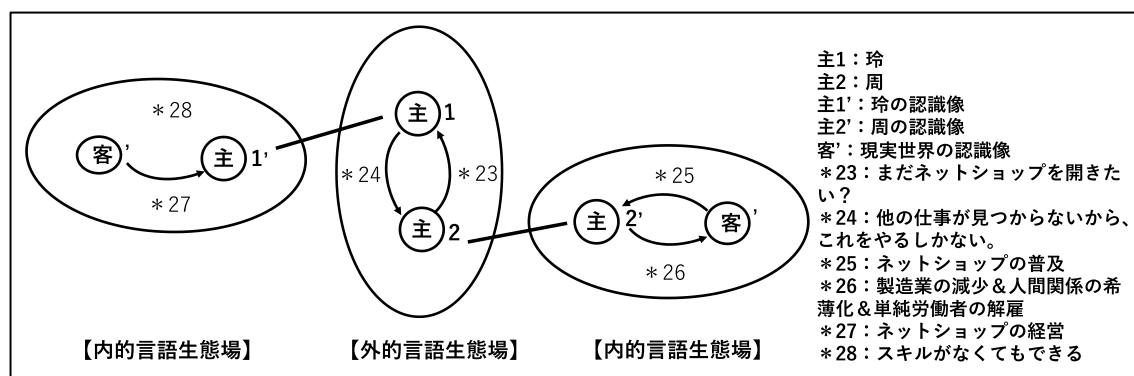 ＊28
客'
主 1'
＊27
主 1
＊24
＊23
主 2
＊25
主 2'
客'
＊26
【内的言語生態場】
【外的言語生態場】
【内的言語生態場】
主1：玲
主2：周
主1'：玲の認識像
主2'：周の認識像
客'：現実世界の認識像
＊23：まだネットショップを開きた
い？
＊24：他の仕事が見つからないから、
これをやるしかない。
＊25：ネットショップの普及
＊26：製造業の減少＆人間関係の希
薄化＆単純労働者の解雇
＊27：ネットショップの経営
＊28：スキルがなくてもできる